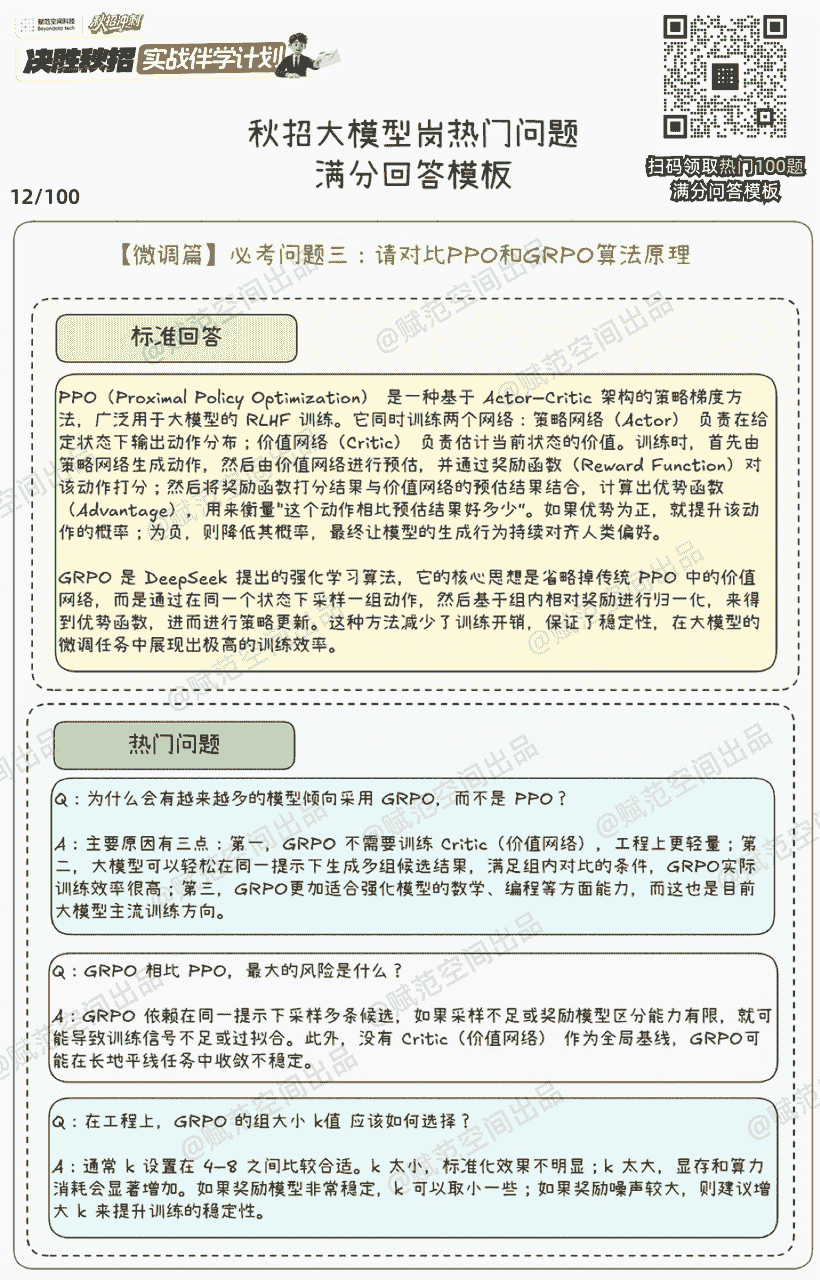 赋范空间科技
Beyondata tech
秋招冲刺
决胜秋招 实战伴学计划
秋招大模型岗热门问题
满分回答模板
扫码领取热门100题
满分问答模板
12/100
【微调篇】必考问题三：请对比PPO和GRPO算法原理
标准回答
PPO（Proximal Policy Optimization） 是一种基于 Actor-Critic 架构的策略梯度方
法，广泛用于大模型的 RLHF 训练。它同时训练两个网络：策略网络（Actor） 负责在给
定状态下输出动作分布；价值网络（Critic） 负责估计当前状态的价值。训练时，首先由
策略网络生成动作，然后由价值网络进行预估，并通过奖励函数（Reward Function）对
该动作打分；然后将奖励函数打分结果与价值网络的预估结果结合，计算出优势函数
（Advantage），用来衡量"这个动作相比预估结果好多少"。如果优势为正，就提升该动
作的概率；为负，则降低其概率，最终让模型的生成行为持续对齐人类偏好。
GRPO 是 DeepSeek 提出的强化学习算法，它的核心思想是省略掉传统 PPO 中的价值
网络，而是通过在同一个状态下采样一组动作，然后基于组内相对奖励进行归一化，来得
到优势函数，进而进行策略更新。这种方法减少了训练开销，保证了稳定性，在大模型的
微调任务中展现出极高的训练效率。
热门问题
Q：为什么会有越来越多的模型倾向采用 GRPO，而不是 PPO？
A：主要原因有三点：第一，GRPO 不需要训练 Critic（价值网络），工程上更轻量；第
二，大模型可以轻松在同一提示下生成多组候选结果，满足组内对比的条件，GRPO实际
训练效率很高；第三，GRPO更加适合强化模型的数学、编程等方面能力，而这也是目前
大模型主流训练方向。
Q：GRPO 相比 PPO，最大的风险是什么？
A：GRPO 依赖在同一提示下采样多条候选，如果采样不足或奖励模型区分能力有限，就可
能导致训练信号不足或过拟合。此外，没有 Critic（价值网络） 作为全局基线，GRPO可
能在长地平线任务中收敛不稳定。
Q：在工程上，GRPO 的组大小 k值 应该如何选择？
A：通常 k 设置在 4-8 之间比较合适。k 太小，标准化效果不明显；k 太大，显存和算力
消耗会显著增加。如果奖励模型非常稳定，k 可以取小一些；如果奖励噪声较大，则建议增
大 k 来提升训练的稳定性。
@赋范空间出品